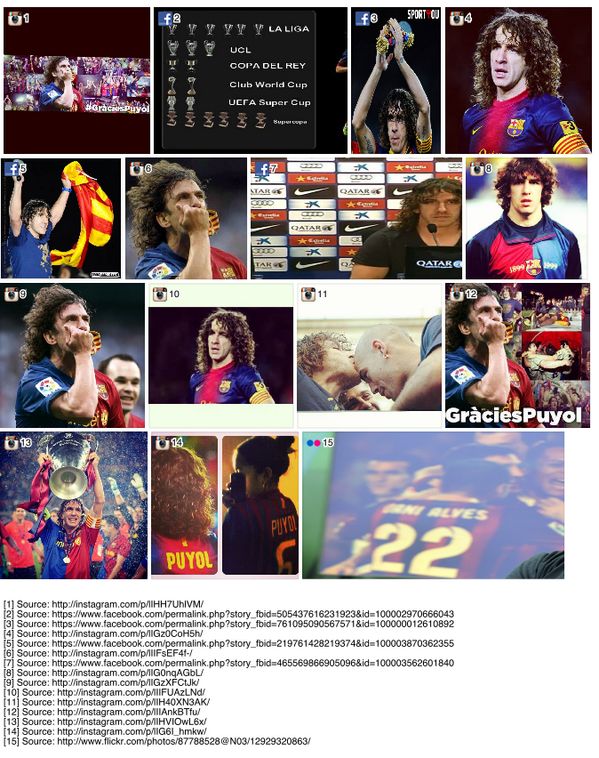 1
#GràciesPuyol
2
LA LIGA
UCL
COPA DEL REY
Club World Cup
UEFA Super Cup
Supercopa
3
SPORTYOU
4
5
6
7
QATAR
QATAR
QATAR
8
1899 1999
9
10
11
12
GràciesPuyol
13
14
PUYOL
PUYOL
15
DANI ALVES
22
[1] Source: http://instagram.com/p/lIHH7UhIVM/
[2] Source: https://www.facebook.com/permalink.php?story_fbid=505437616231923&id=100002970666043
[3] Source: https://www.facebook.com/permalink.php?story_fbid=761095090567571&id=100000012610892
[4] Source: http://instagram.com/p/lIGz0CoH5h/
[5] Source: https://www.facebook.com/permalink.php?story_fbid=219761428219374&id=100003870362355
[6] Source: http://instagram.com/p/lIIFsEF4f-/
[7] Source: https://www.facebook.com/permalink.php?story_fbid=465569866905096&id=100003562601840
[8] Source: http://instagram.com/p/lIG0nqAGbL/
[9] Source: http://instagram.com/p/lIGzXFCtJk/
[10] Source: http://instagram.com/p/lIIFUAzLNd/
[11] Source: http://instagram.com/p/lIH40XN3AK/
[12] Source: http://instagram.com/p/lIIAnkBTfu/
[13] Source: http://instagram.com/p/lIHVIOwL6x/
[14] Source: http://instagram.com/p/lIG6I_hmkw/
[15] Source: http://www.flickr.com/photos/87788528@N03/12929320863/